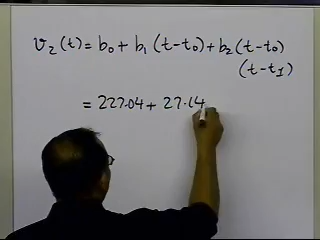 v₂(t) = b₀ + b₁ (t-t₀) + b₂ (t-t₀)
(t-t₁)
= 227.04 + 27.14